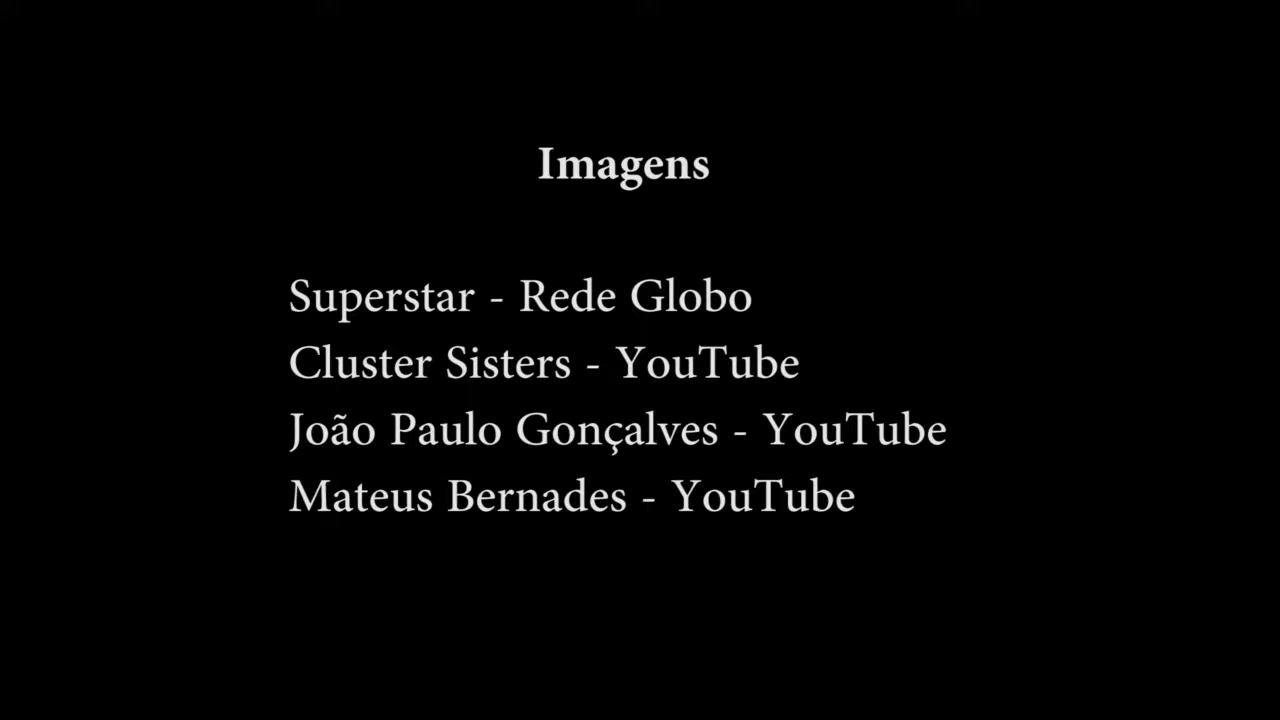 Imagens
Superstar - Rede Globo
Cluster Sisters - YouTube
João Paulo Gonçalves - YouTube
Mateus Bernades - YouTube